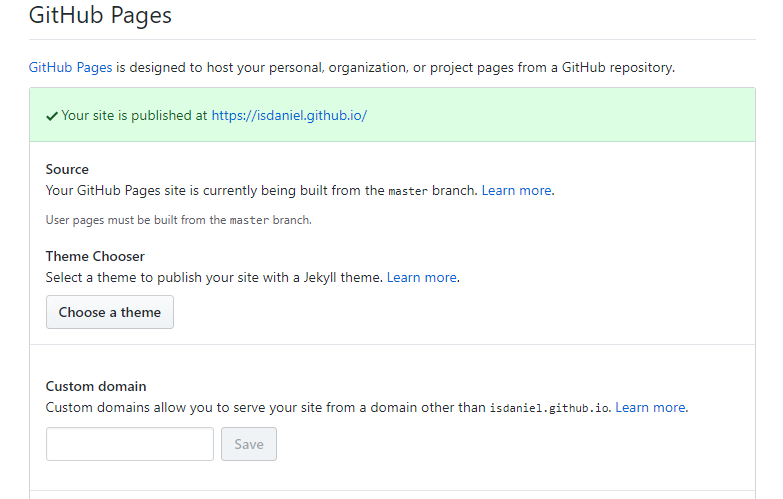 GitHub Pages
GitHub Pages is designed to host your personal, organization, or project pages from a GitHub repository.
Your site is published at https://isdaniel.github.io/
Source
Your GitHub Pages site is currently being built from the master branch. Learn more.
User pages must be built from the master branch.
Theme Chooser
Select a theme to publish your site with a Jekyll theme. Learn more.
Choose a theme
Custom domain
Custom domains allow you to serve your site from a domain other than isdaniel.github.io. Learn more.
Save